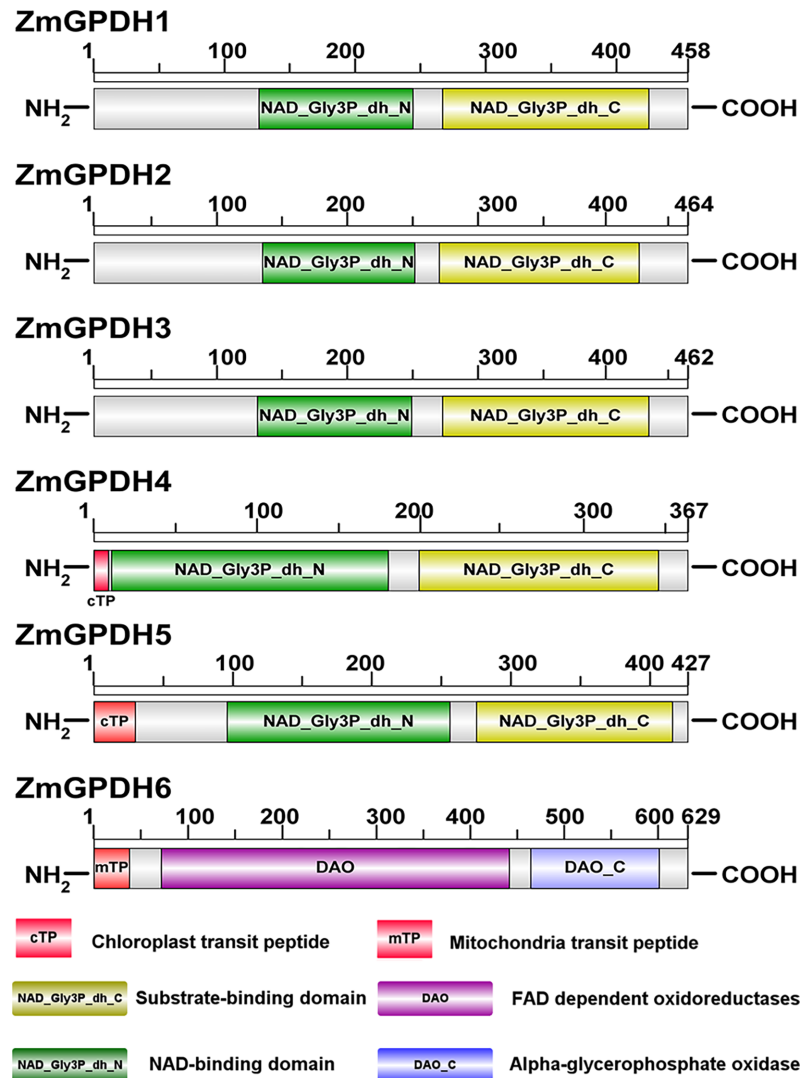 ZmGPDH1
1 100 200 300 400 458
NH2 NAD_Gly3P_dh_N NAD_Gly3P_dh_C COOH
ZmGPDH2
1 100 200 300 400 464
NH2 NAD_Gly3P_dh_N NAD_Gly3P_dh_C COOH
ZmGPDH3
1 100 200 300 400 462
NH2 NAD_Gly3P_dh_N NAD_Gly3P_dh_C COOH
ZmGPDH4
1 100 200 300 367
NH2 NAD_Gly3P_dh_N NAD_Gly3P_dh_C COOH
cTP
ZmGPDH5
1 100 200 300 400 427
NH2 cTP NAD_Gly3P_dh_N NAD_Gly3P_dh_C COOH
ZmGPDH6
1 100 200 300 400 500 600 629
NH2 mTP DAO DAO_C COOH
cTP Chloroplast transit peptide mTP Mitochondria transit peptide
NAD_Gly3P_dh_C Substrate-binding domain DAO FAD dependent oxidoreductases
NAD_Gly3P_dh_N NAD-binding domain DAO_C Alpha-glycerophosphate oxidase